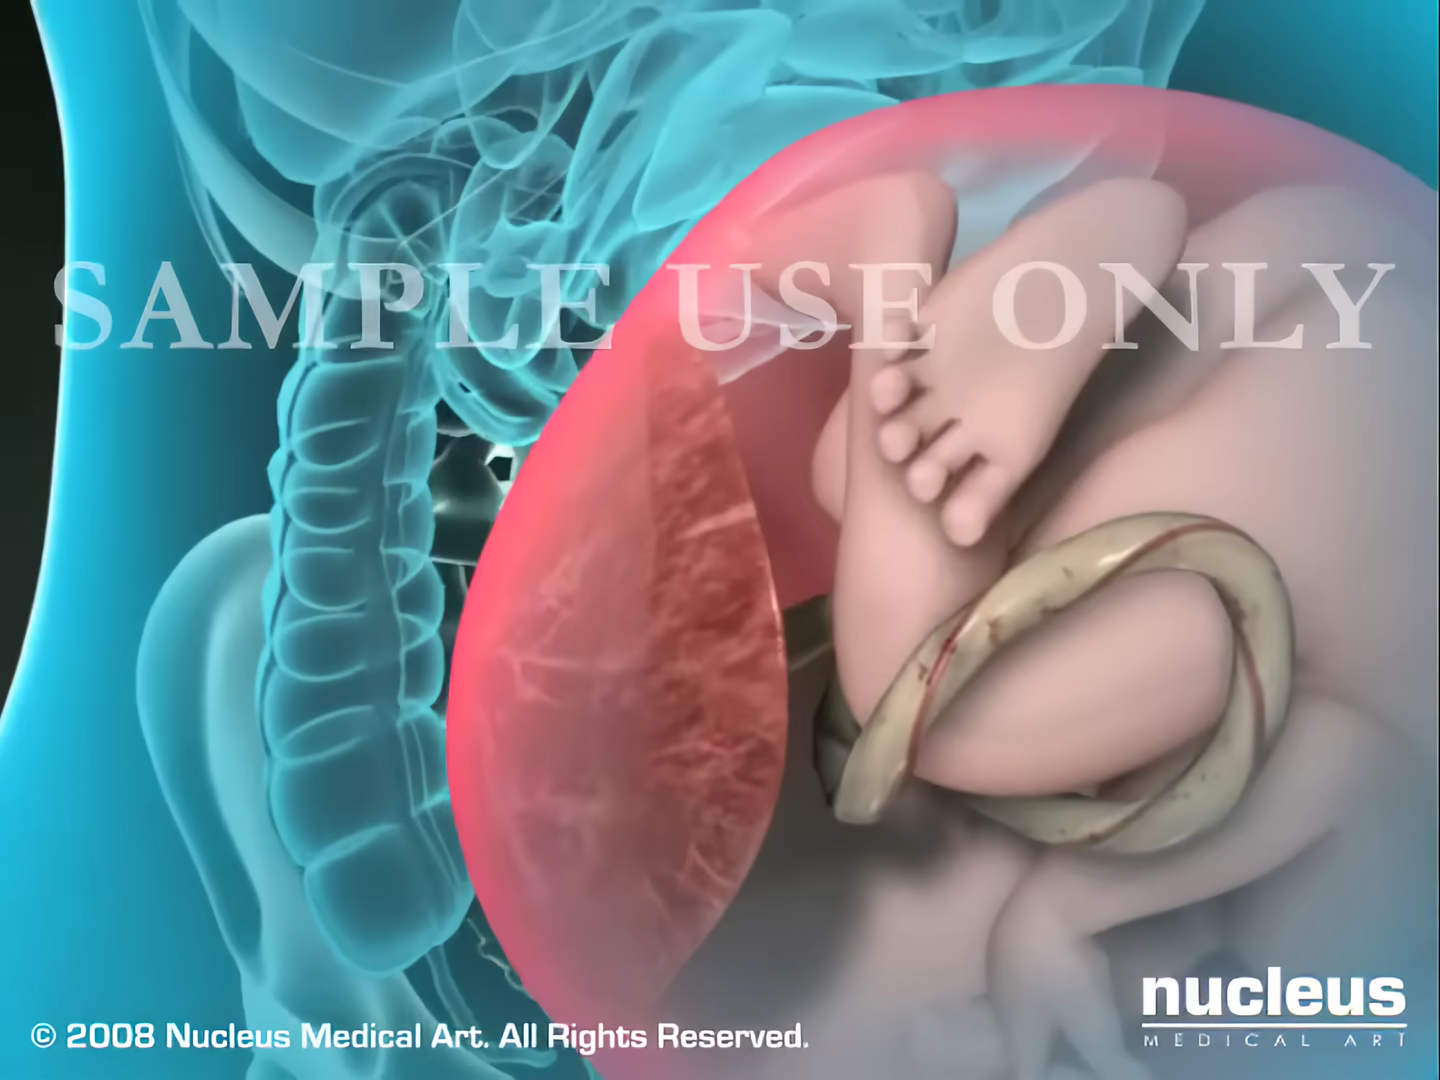 SAMPLE USE ONLY
nucleus
MEDICAL ART
© 2008 Nucleus Medical Art. All Rights Reserved.